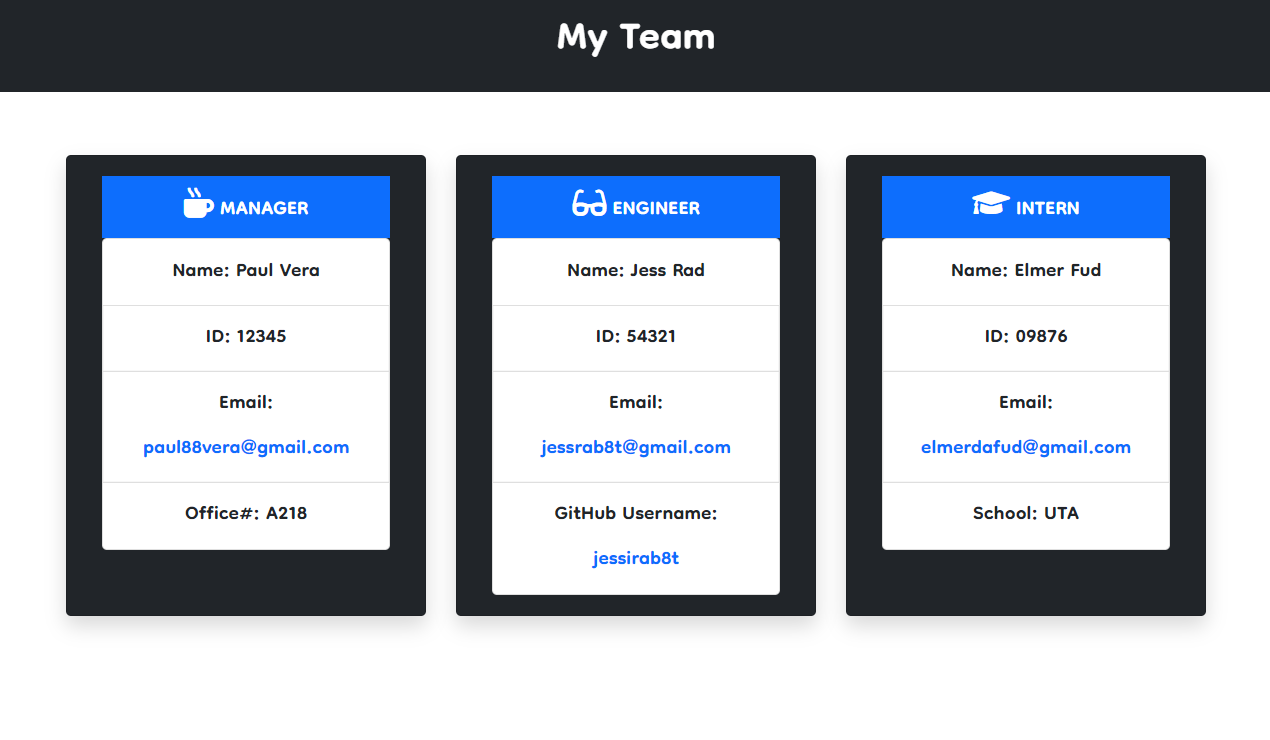 My Team
MANAGER
Name: Paul Vera
ID: 12345
Email:
paul88vera@gmail.com
Office#: A218
ENGINEER
Name: Jess Rad
ID: 54321
Email:
jessrab8t@gmail.com
GitHub Username:
jessirab8t
INTERN
Name: Elmer Fud
ID: 09876
Email:
elmerdafud@gmail.com
School: UTA